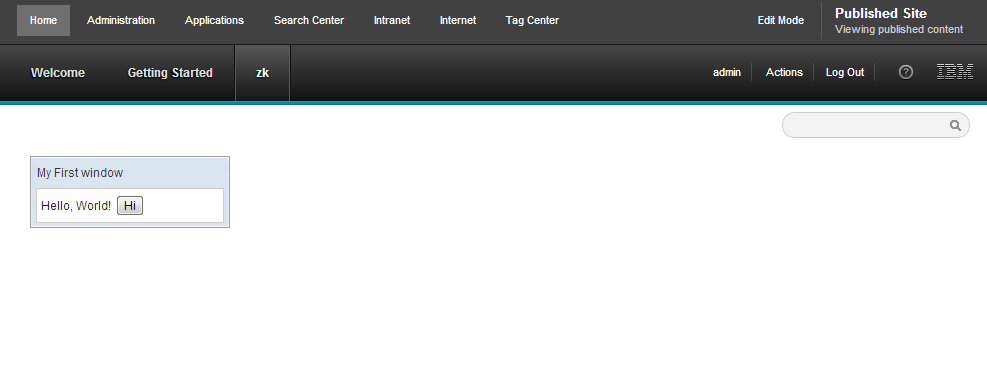 Home Administration Applications Search Center Intranet Internet Tag Center Edit Mode Published Site
Viewing published content
Welcome Getting Started zk admin Actions Log Out ? IBM
My First window
Hello, World! Hi